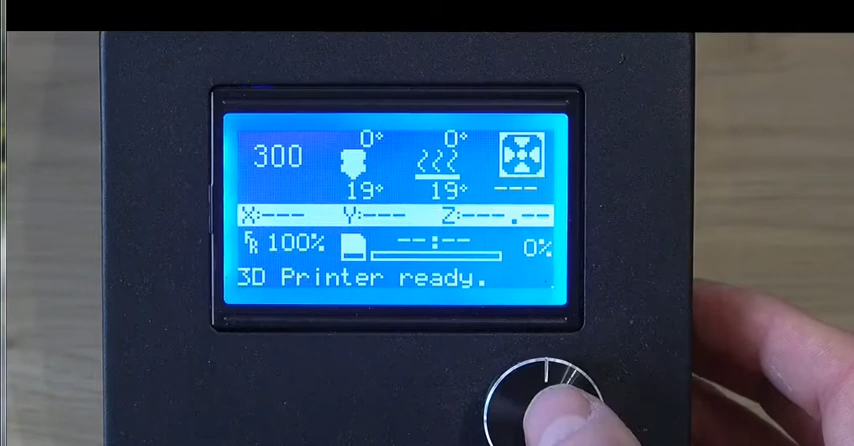 0° 0°
300
19° 19° ---
X:--- Y:--- Z:---.--
R 100% --:-- 0%
3D Printer ready.